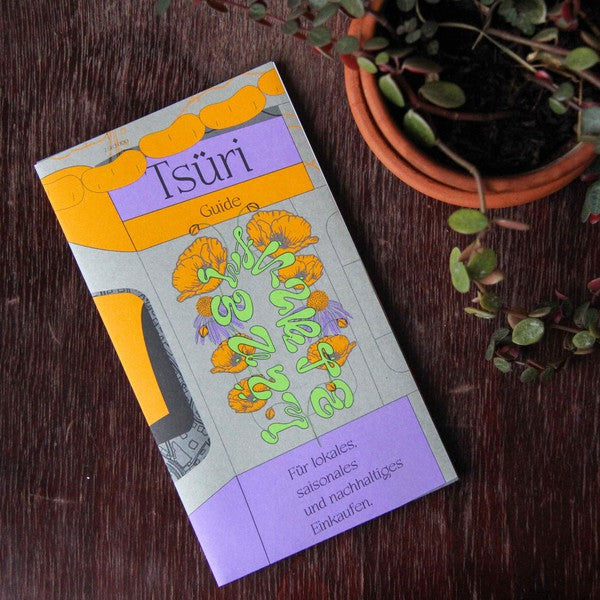 Tsüri
Guide
Für lokales,
saisonales
und nachhaltiges
Einkaufen.